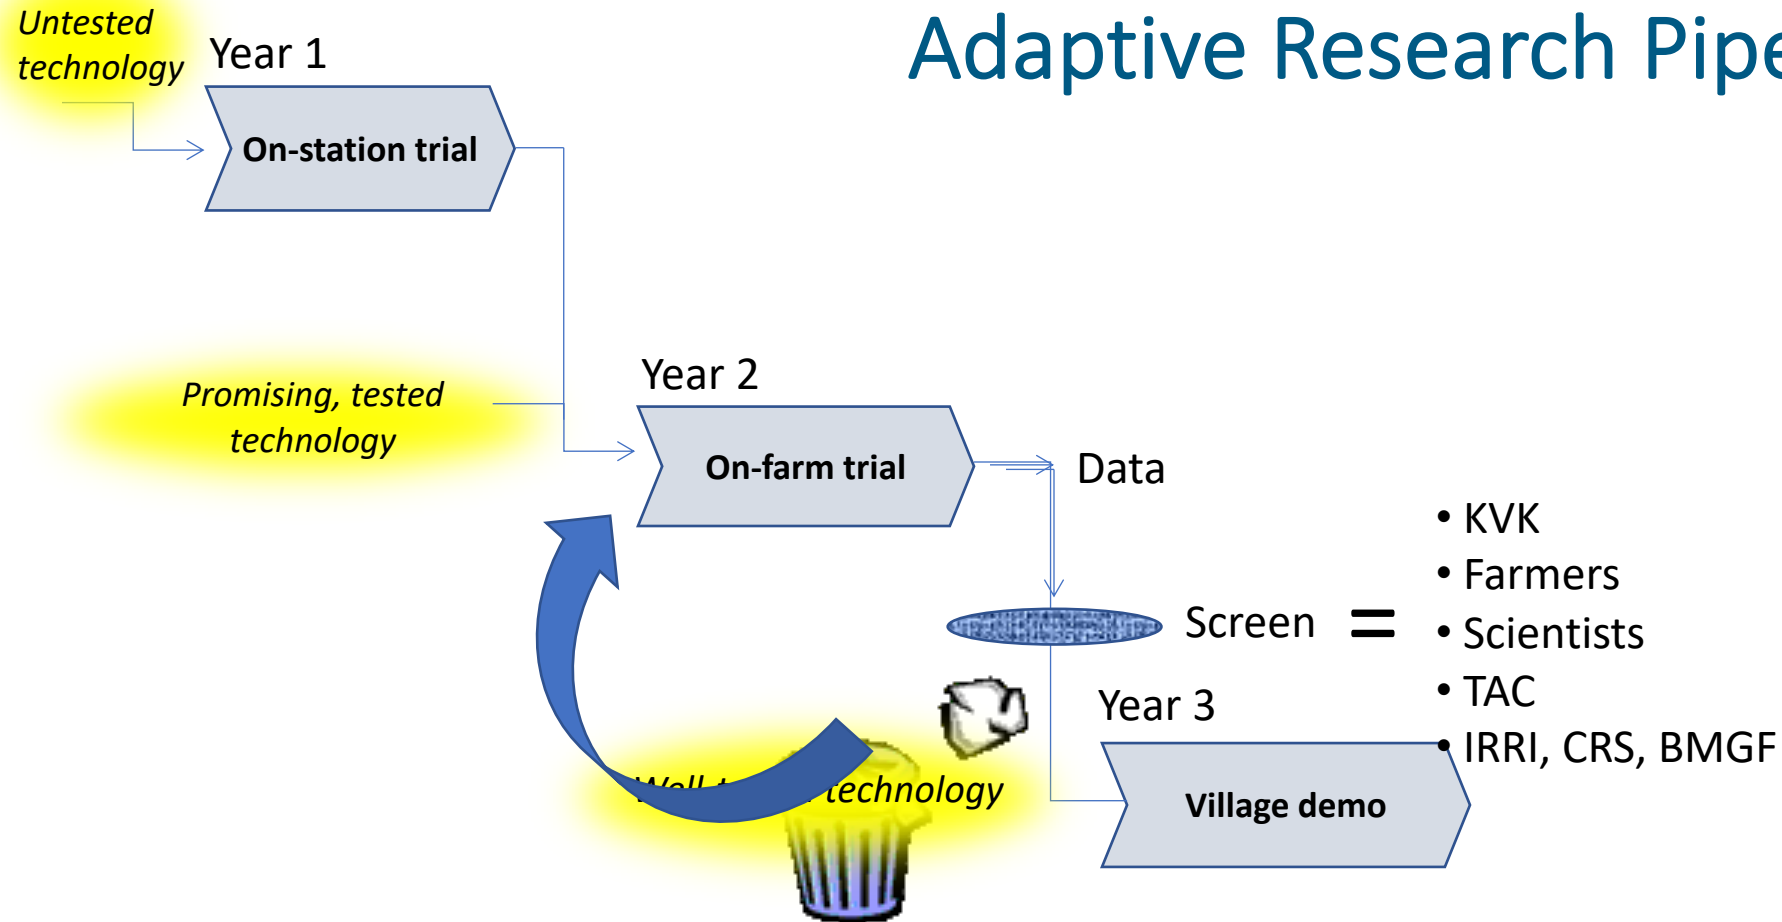 Untested
technology
Year 1
Adaptive Research Pipe
On-station trial
Promising, tested
technology
Year 2
On-farm trial
Data
• KVK
• Farmers
Screen = • Scientists
• TAC
Year 3
• IRRI, CRS, BMGF
technology
Village demo